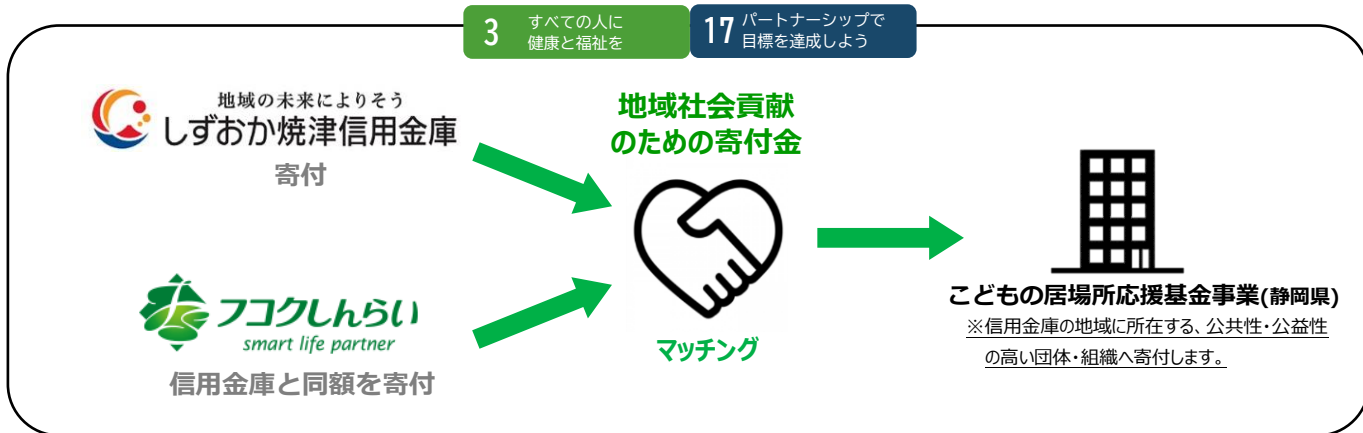 3
すべての人に
健康と福祉を
17
パートナーシップで
目標を達成しよう
地域の未来によりそう
しずおか焼津信用金庫
寄付
フコクしんらい
smart life partner
信用金庫と同額を寄付
地域社会貢献
のための寄付金
マッチング
こどもの居場所応援基金事業(静岡県)
※信用金庫の地域に所在する、公共性・公益性
の高い団体・組織へ寄付します。